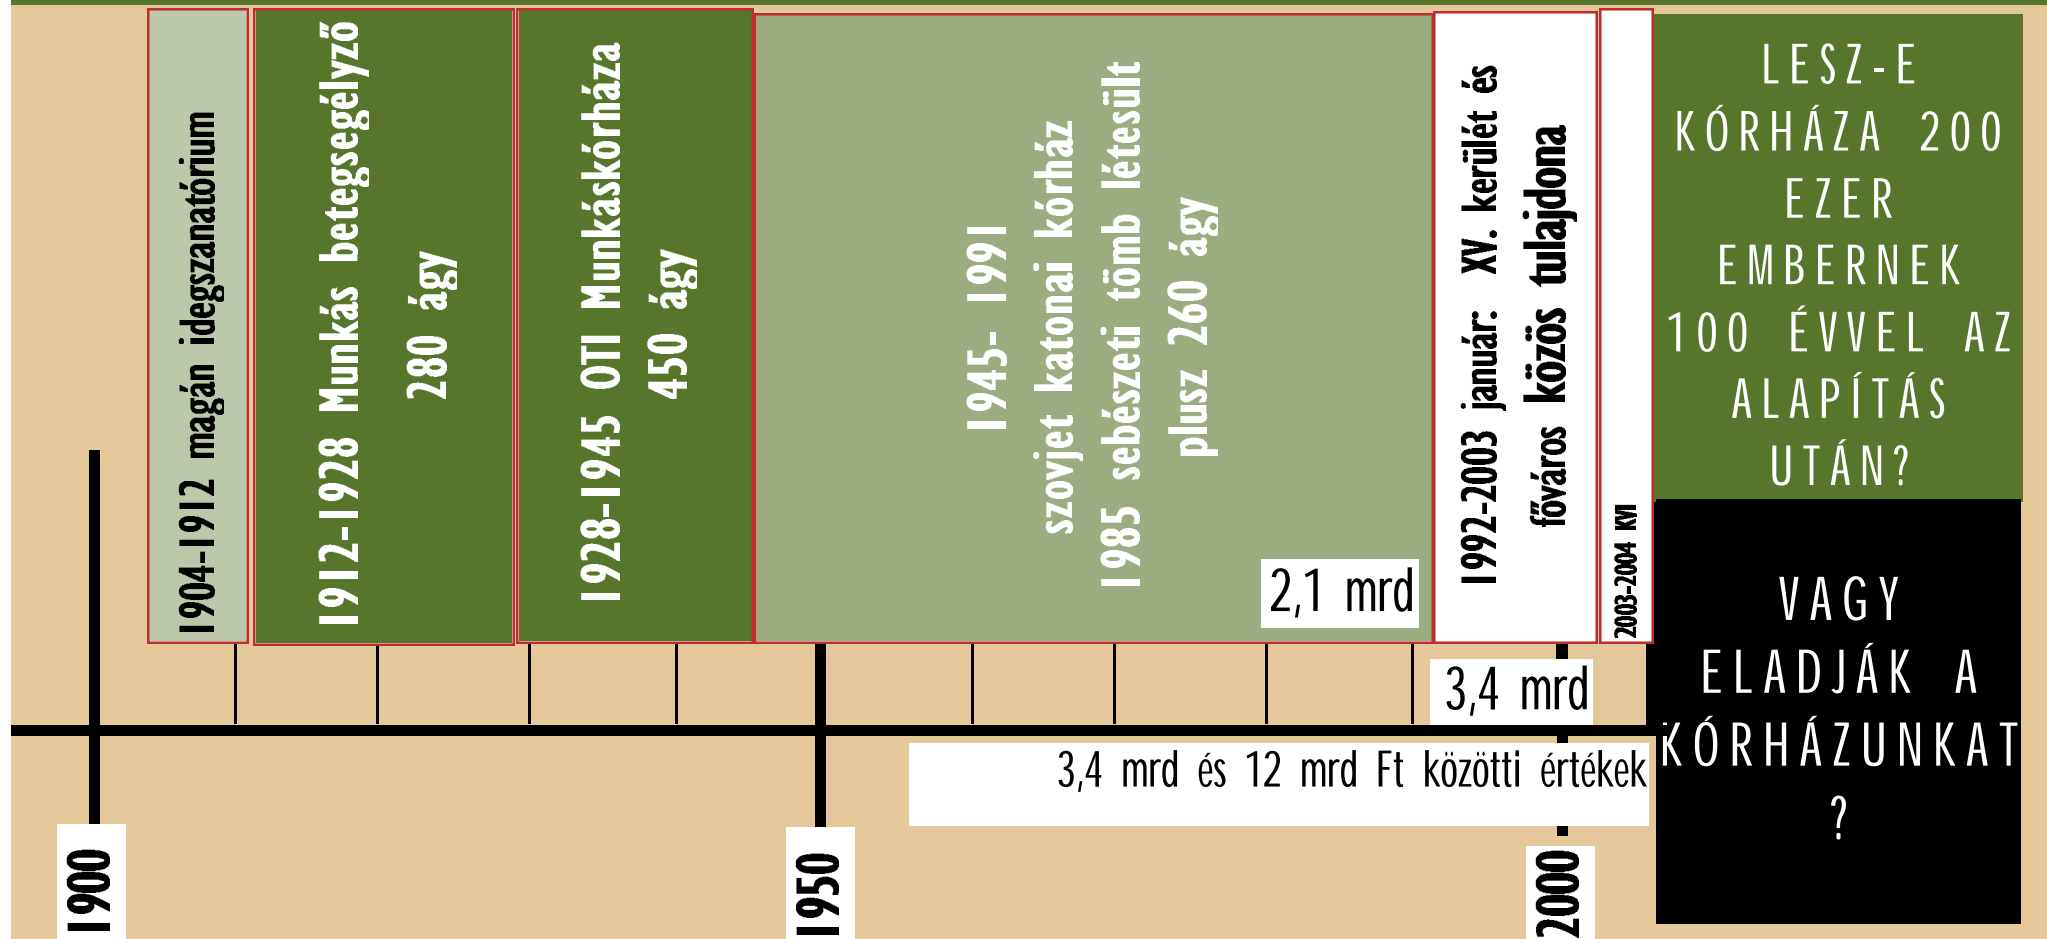 1904-1912 magán idegszanatórium
1912-1928 Munkás betegsegélyző
280 ágy
1928-1945 OTI Munkáskórháza
450 ágy
1945- 1991
szovjet katonai kórház
1985 sebészeti tömb létesült
plusz 260 ágy
2,1 mrd
1992-2003 január: XV. kerület és
főváros közös tulajdona
2003-2004 KVI
LESZ-E
KÓRHÁZA 200
EZER
EMBERNEK
100 ÉVVEL AZ
ALAPÍTÁS
UTÁN?
VAGY
ELADJÁK A
KÓRHÁZUNKAT
?
3,4 mrd
3,4 mrd és 12 mrd Ft közötti értékek
1900
1950
2000